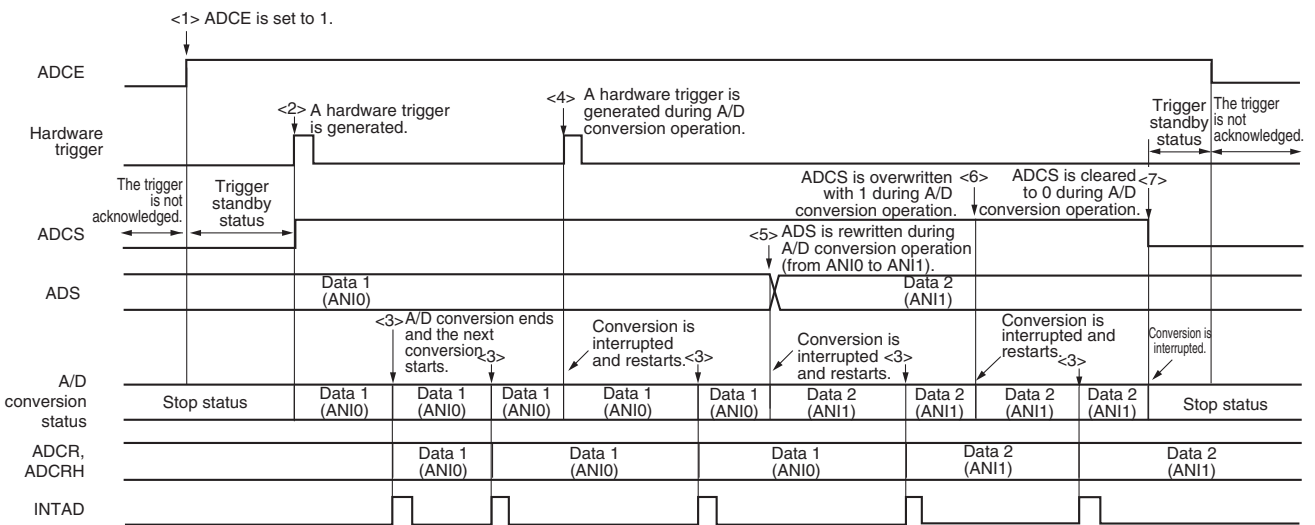 <1> ADCE is set to 1.
ADCE
<2> A hardware trigger
is generated.
<4> A hardware trigger is
generated during A/D
conversion operation.
Trigger
standby
status
The trigger
is not
acknowledged.
Hardware
trigger
The trigger
is not
acknowledged.
Trigger
standby
status
ADCS is overwritten <6>
with 1 during A/D
conversion operation.
ADCS is cleared <7>
to 0 during A/D
conversion operation.
ADCS
<5> ADS is rewritten during
A/D conversion operation
(from ANI0 to ANI1).
ADS
Data 1
(ANI0)
Data 2
(ANI1)
<3> A/D conversion ends
and the next
conversion <3>
starts.
Conversion is
interrupted
and restarts. <3>
Conversion is
interrupted <3>
and restarts.
Conversion is
interrupted and
restarts. <3>
Conversion is
interrupted.
A/D
conversion
status
Stop status
Data 1
(ANI0)
Data 1
(ANI0)
Data 1
(ANI0)
Data 1
(ANI0)
Data 1
(ANI0)
Data 2
(ANI1)
Data 2
(ANI1)
Data 2
(ANI1)
Data 2
(ANI1)
Stop status
ADCR,
ADCRH
Data 1
(ANI0)
Data 1
(ANI0)
Data 1
(ANI0)
Data 2
(ANI1)
Data 2
(ANI1)
INTAD